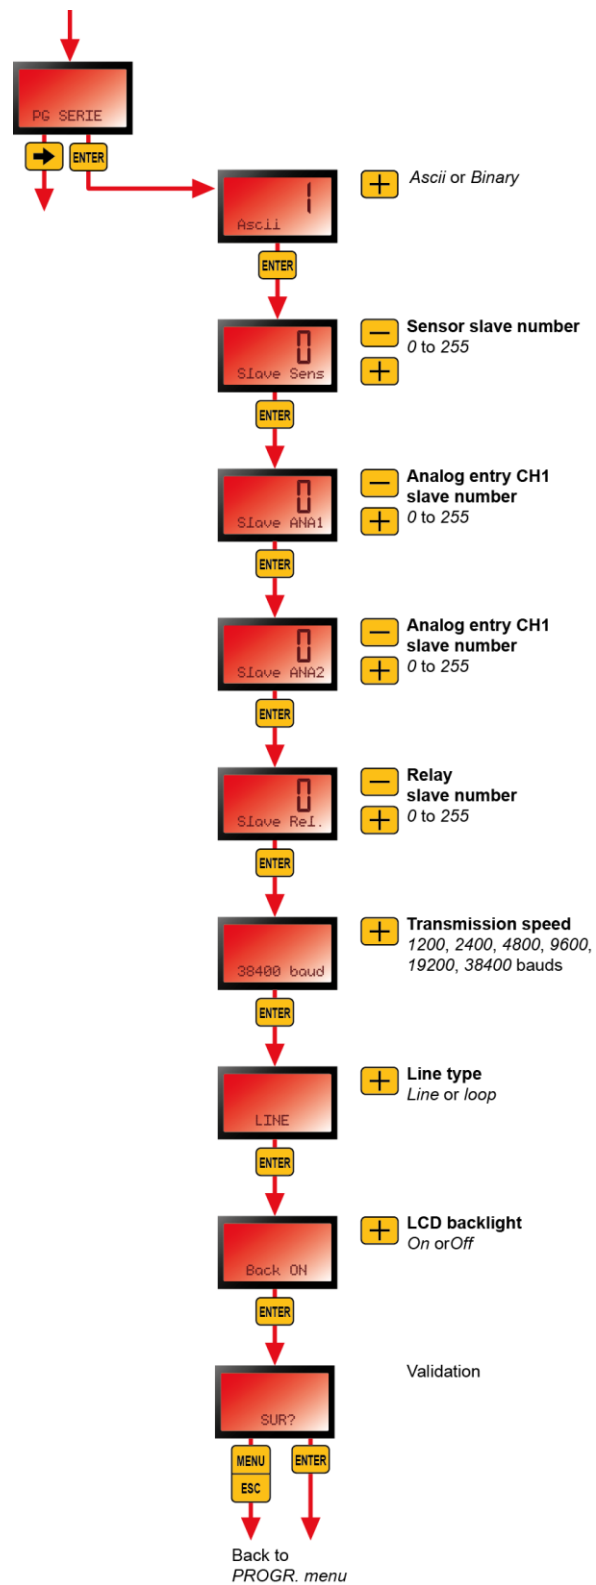 PG SERIE
ENTER
1
Ascii
Ascii or Binary
ENTER
0
Slave Sens
Sensor slave number
0 to 255
ENTER
0
Slave ANA1
Analog entry CH1
slave number
0 to 255
ENTER
0
Slave ANA2
Analog entry CH1
slave number
0 to 255
ENTER
0
Slave Rel.
Relay
slave number
0 to 255
ENTER
38400 baud
Transmission speed
1200, 2400, 4800, 9600,
19200, 38400 bauds
ENTER
LINE
Line type
Line or loop
ENTER
Back ON
LCD backlight
On orOff
ENTER
SUR?
Validation
MENU
ESC
ENTER
Back to
PROGR. menu